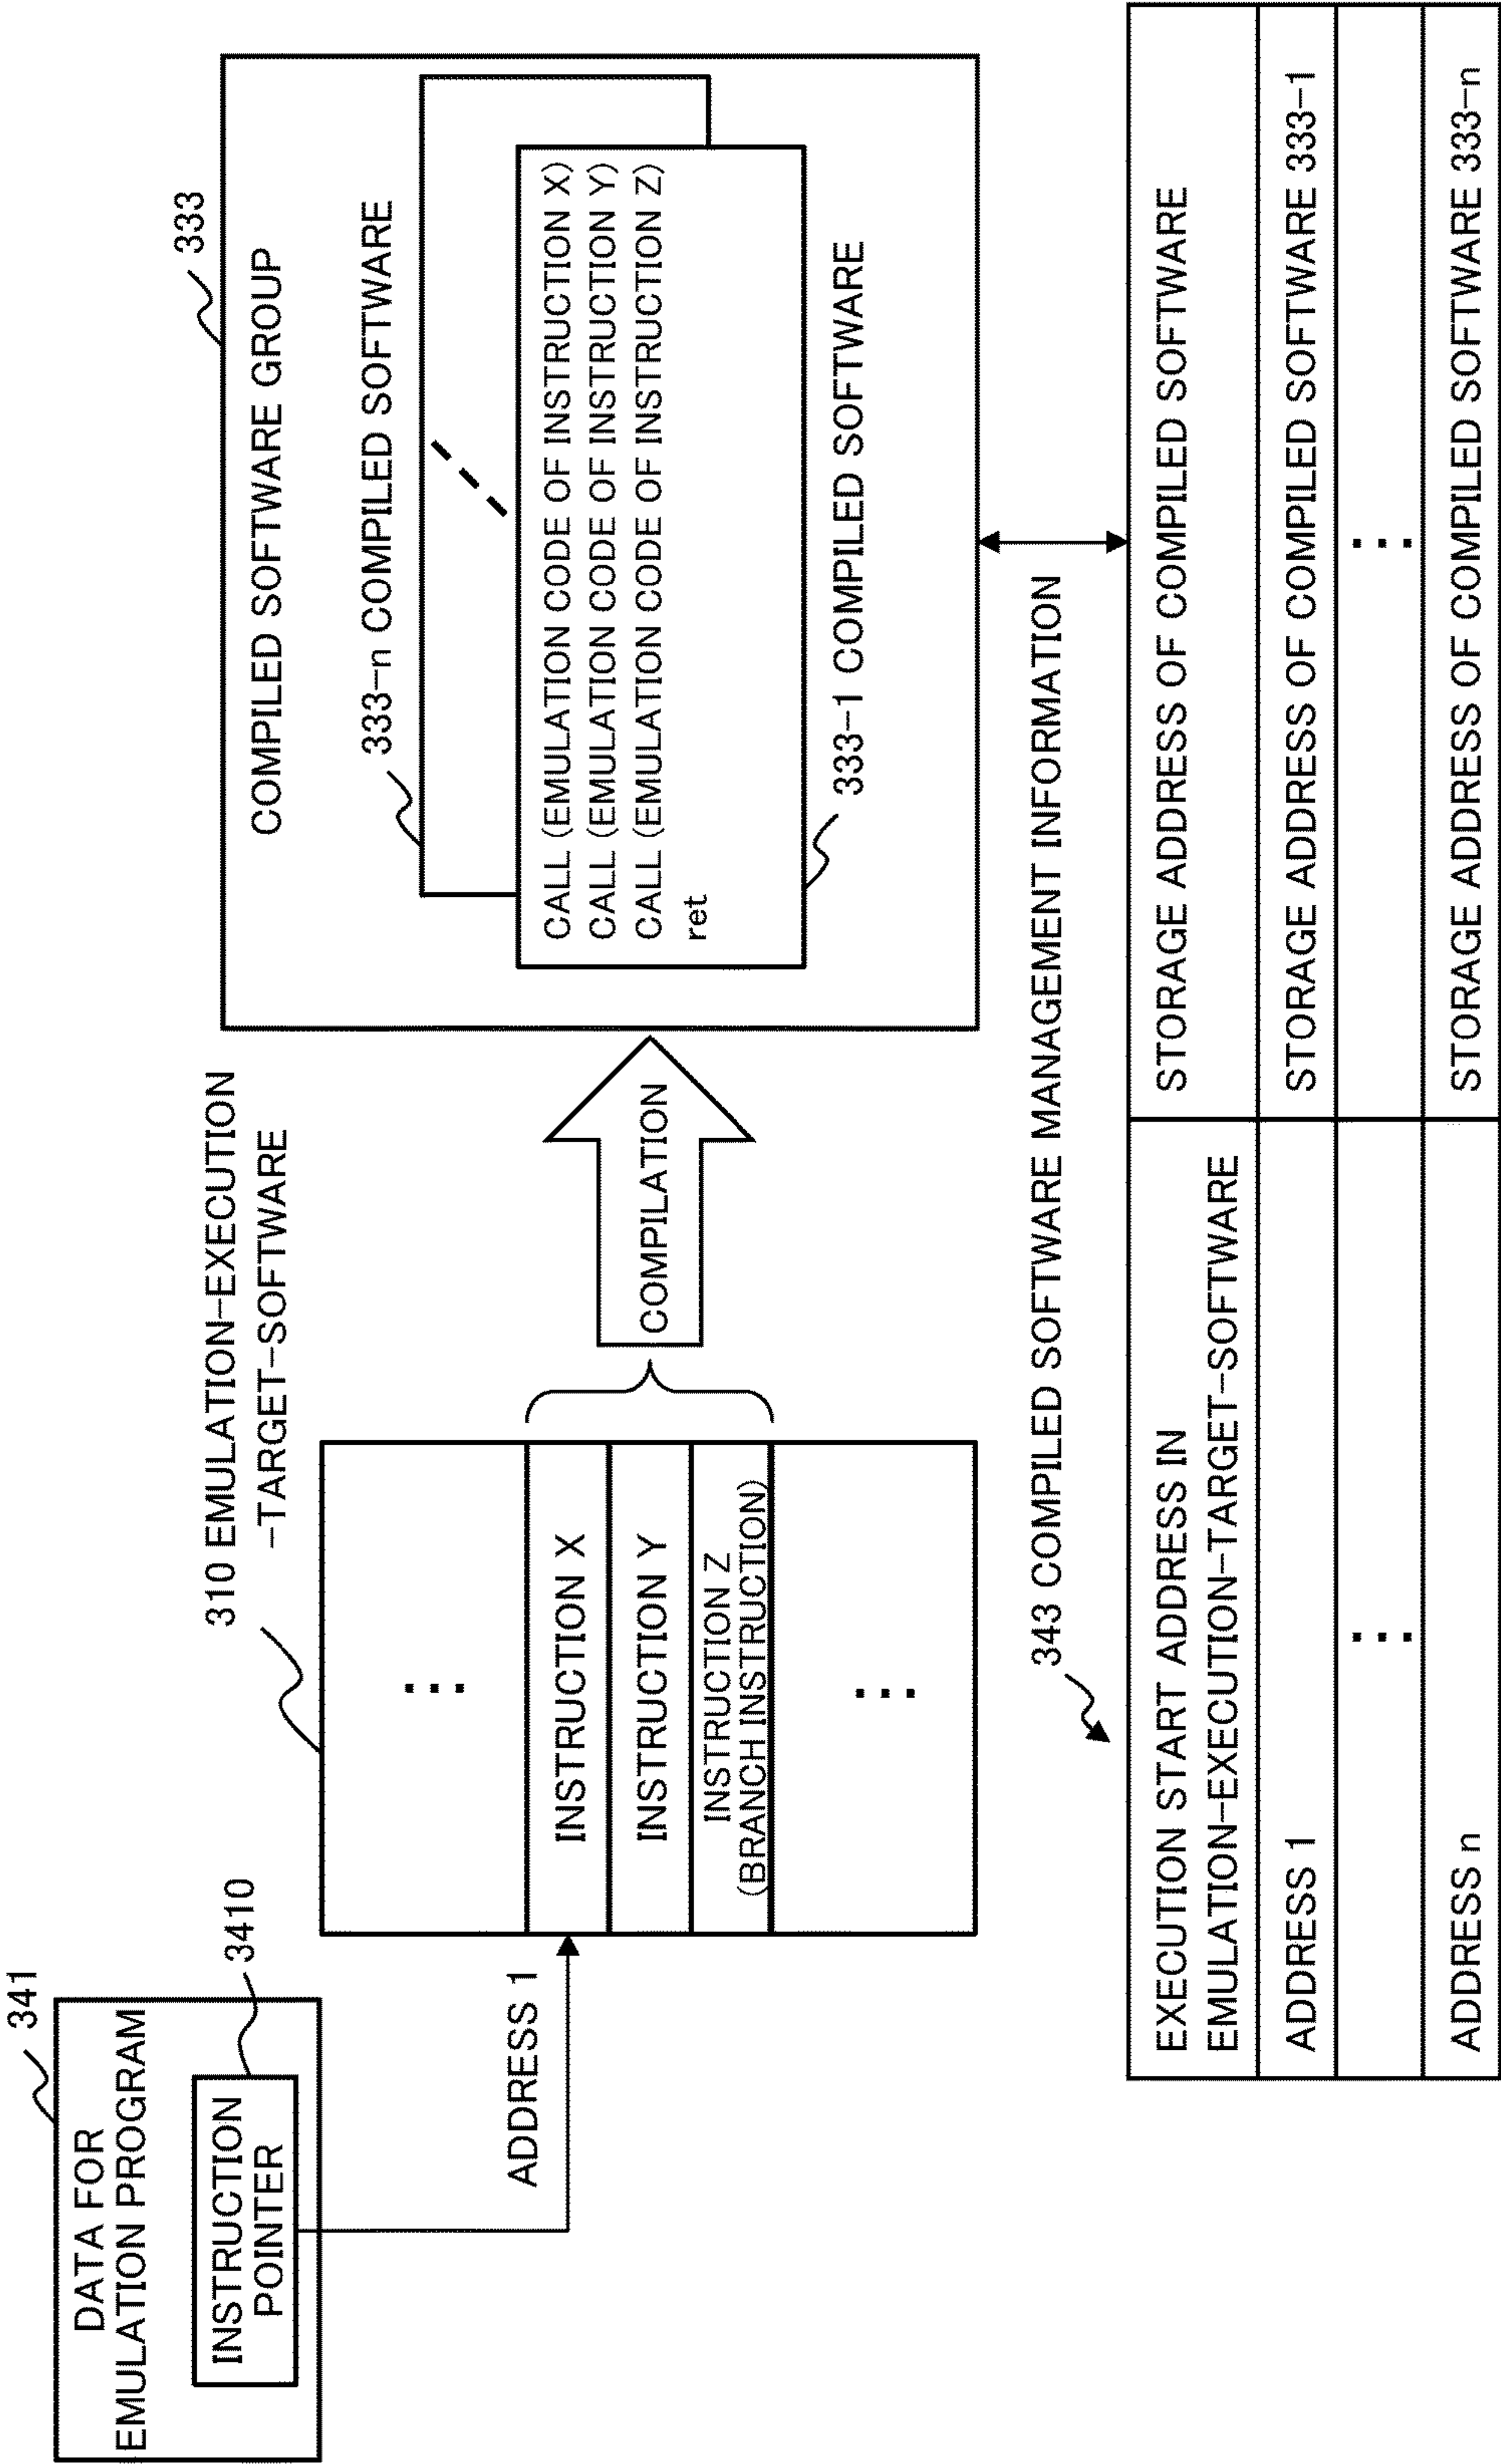 341
DATA FOR
EMULATION PROGRAM
INSTRUCTION
POINTER
3410
ADDRESS 1
310 EMULATION-EXECUTION
-TARGET-SOFTWARE
⋮
INSTRUCTION X
INSTRUCTION Y
INSTRUCTION Z
(BRANCH INSTRUCTION)
⋮
COMPILATION
333
COMPILED SOFTWARE GROUP
333-n COMPILED SOFTWARE
CALL (EMULATION CODE OF INSTRUCTION X)
CALL (EMULATION CODE OF INSTRUCTION Y)
CALL (EMULATION CODE OF INSTRUCTION Z)
ret
333-1 COMPILED SOFTWARE
343 COMPILED SOFTWARE MANAGEMENT INFORMATION
EXECUTION START ADDRESS IN
EMULATION-EXECUTION-TARGET-SOFTWARE
STORAGE ADDRESS OF COMPILED SOFTWARE
ADDRESS 1
STORAGE ADDRESS OF COMPILED SOFTWARE 333-1
⋮
⋮
ADDRESS n
STORAGE ADDRESS OF COMPILED SOFTWARE 333-n